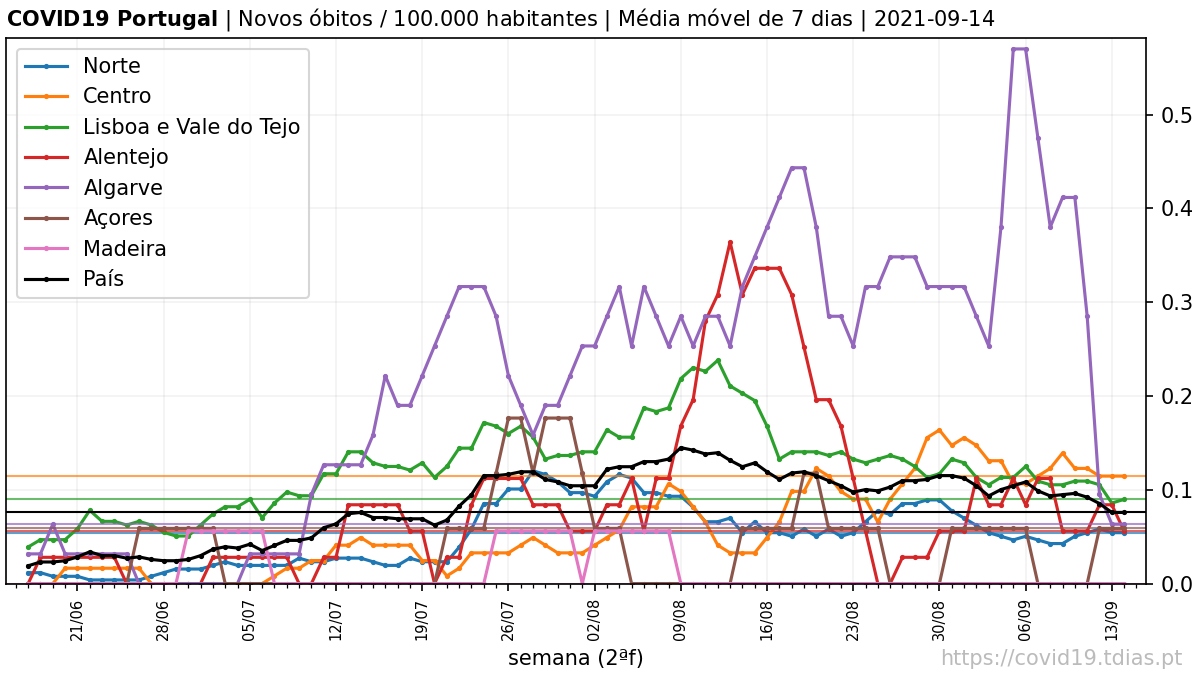 COVID19 Portugal | Novos óbitos / 100.000 habitantes | Média móvel de 7 dias | 2021-09-14
Norte
Centro
Lisboa e Vale do Tejo
Alentejo
Algarve
Açores
Madeira
País
0.5
0.4
0.3
0.2
0.1
0.0
21/06
28/06
05/07
12/07
19/07
26/07
02/08
09/08
16/08
23/08
30/08
06/09
13/09
semana (2ªf)
https://covid19.tdias.pt